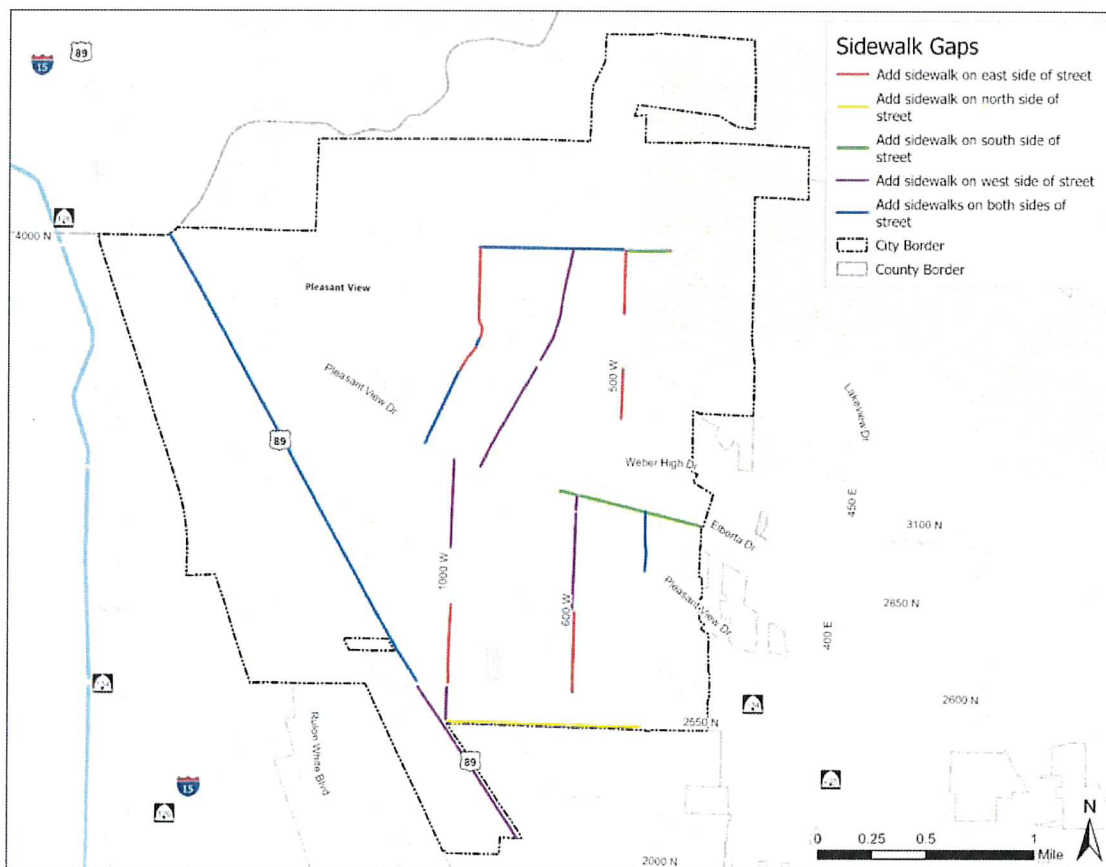 Sidewalk Gaps
Add sidewalk on east side of street
Add sidewalk on north side of
street
Add sidewalk on south side of
street
Add sidewalk on west side of street
Add sidewalks on both sides of
street
City Border
County Border
89
15
4000 N
Pleasant View
Pleasant View Dr
500 W
Lakeview Dr
89
Weber High Dr
450 E
3100 N
Elberta Dr
1000 W
600 W
Pleasant View Dr
2650 N
400 E
2600 N
2550 N
Rulon White Blvd
89
15
2000 N
N
0 0.25 0.5 1
Mile